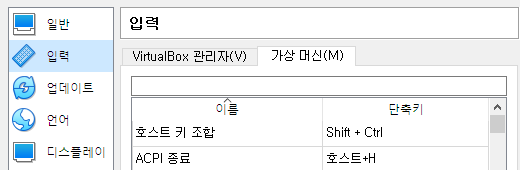 일반
입력
업데이트
언어
디스플레이
입력
VirtualBox 관리자(V) 가상 머신(M)
이름 단축키
호스트 키 조합 Shift + Ctrl
ACPI 종료 호스트+H